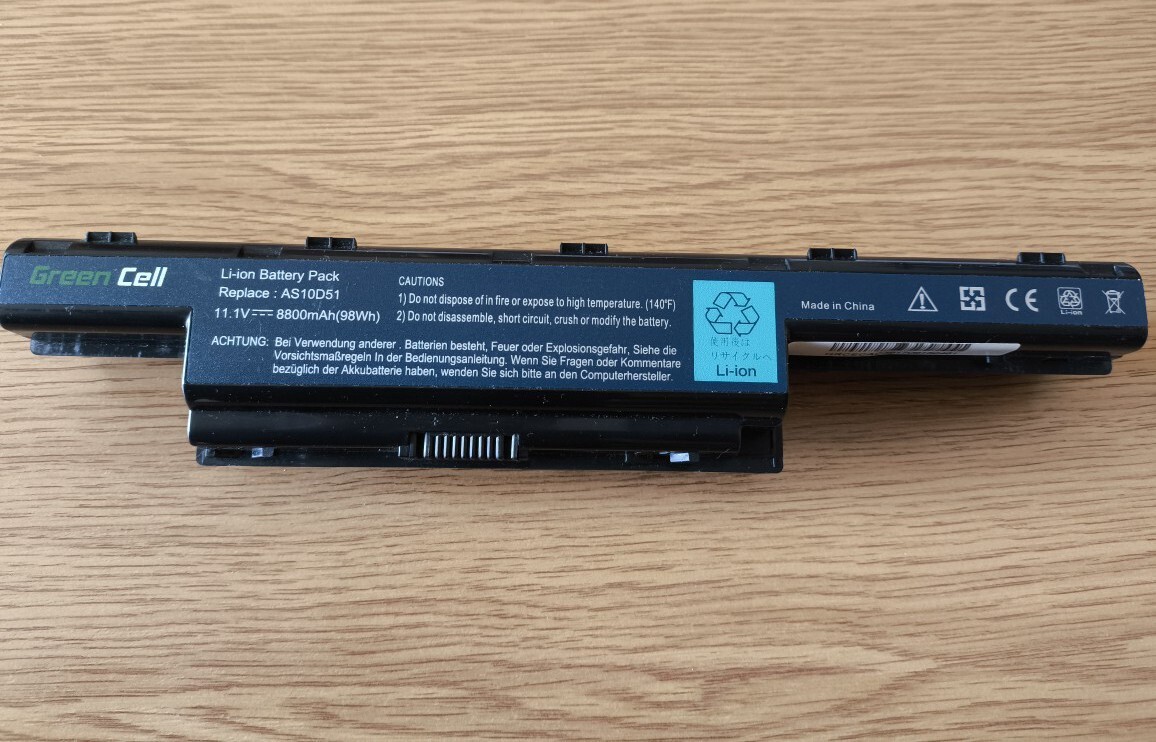 Green Cell
Li-ion Battery Pack
Replace : AS10D51
11.1V 8800mAh(98Wh)
CAUTIONS
1) Do not dispose of in fire or expose to high temperature. (140°F)
2) Do not disassemble, short circuit, crush or modify the battery.
ACHTUNG: Bei Verwendung anderer . Batterien besteht, Feuer oder Explosionsgefahr, Siehe die
Vorsichtsmaßregeln In der Bedienungsanleitung. Wenn Sie Fragen oder Kommentare
bezüglich der Akkubatterie haben, wenden Sie sich bitte an den Computerhersteller.
使用後は
リサイクルへ
Li-ion
Made in China
CE
Li-ion